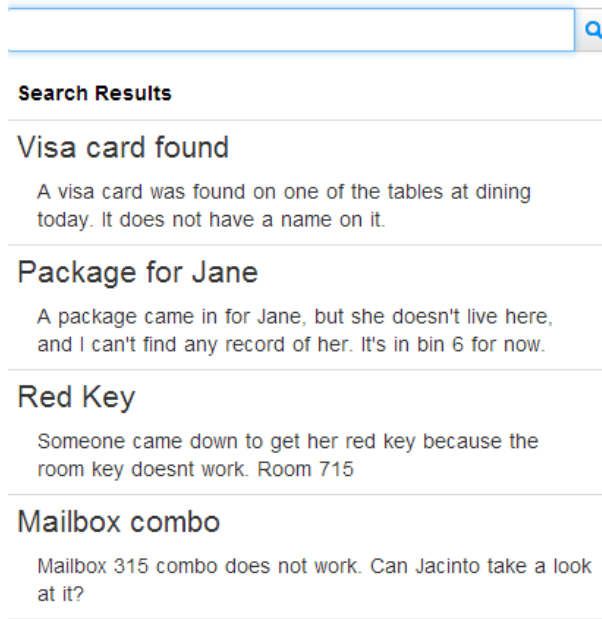 Search Results
Visa card found
A visa card was found on one of the tables at dining
today. It does not have a name on it.
Package for Jane
A package came in for Jane, but she doesn't live here,
and I can't find any record of her. It's in bin 6 for now.
Red Key
Someone came down to get her red key because the
room key doesnt work. Room 715
Mailbox combo
Mailbox 315 combo does not work. Can Jacinto take a look
at it?